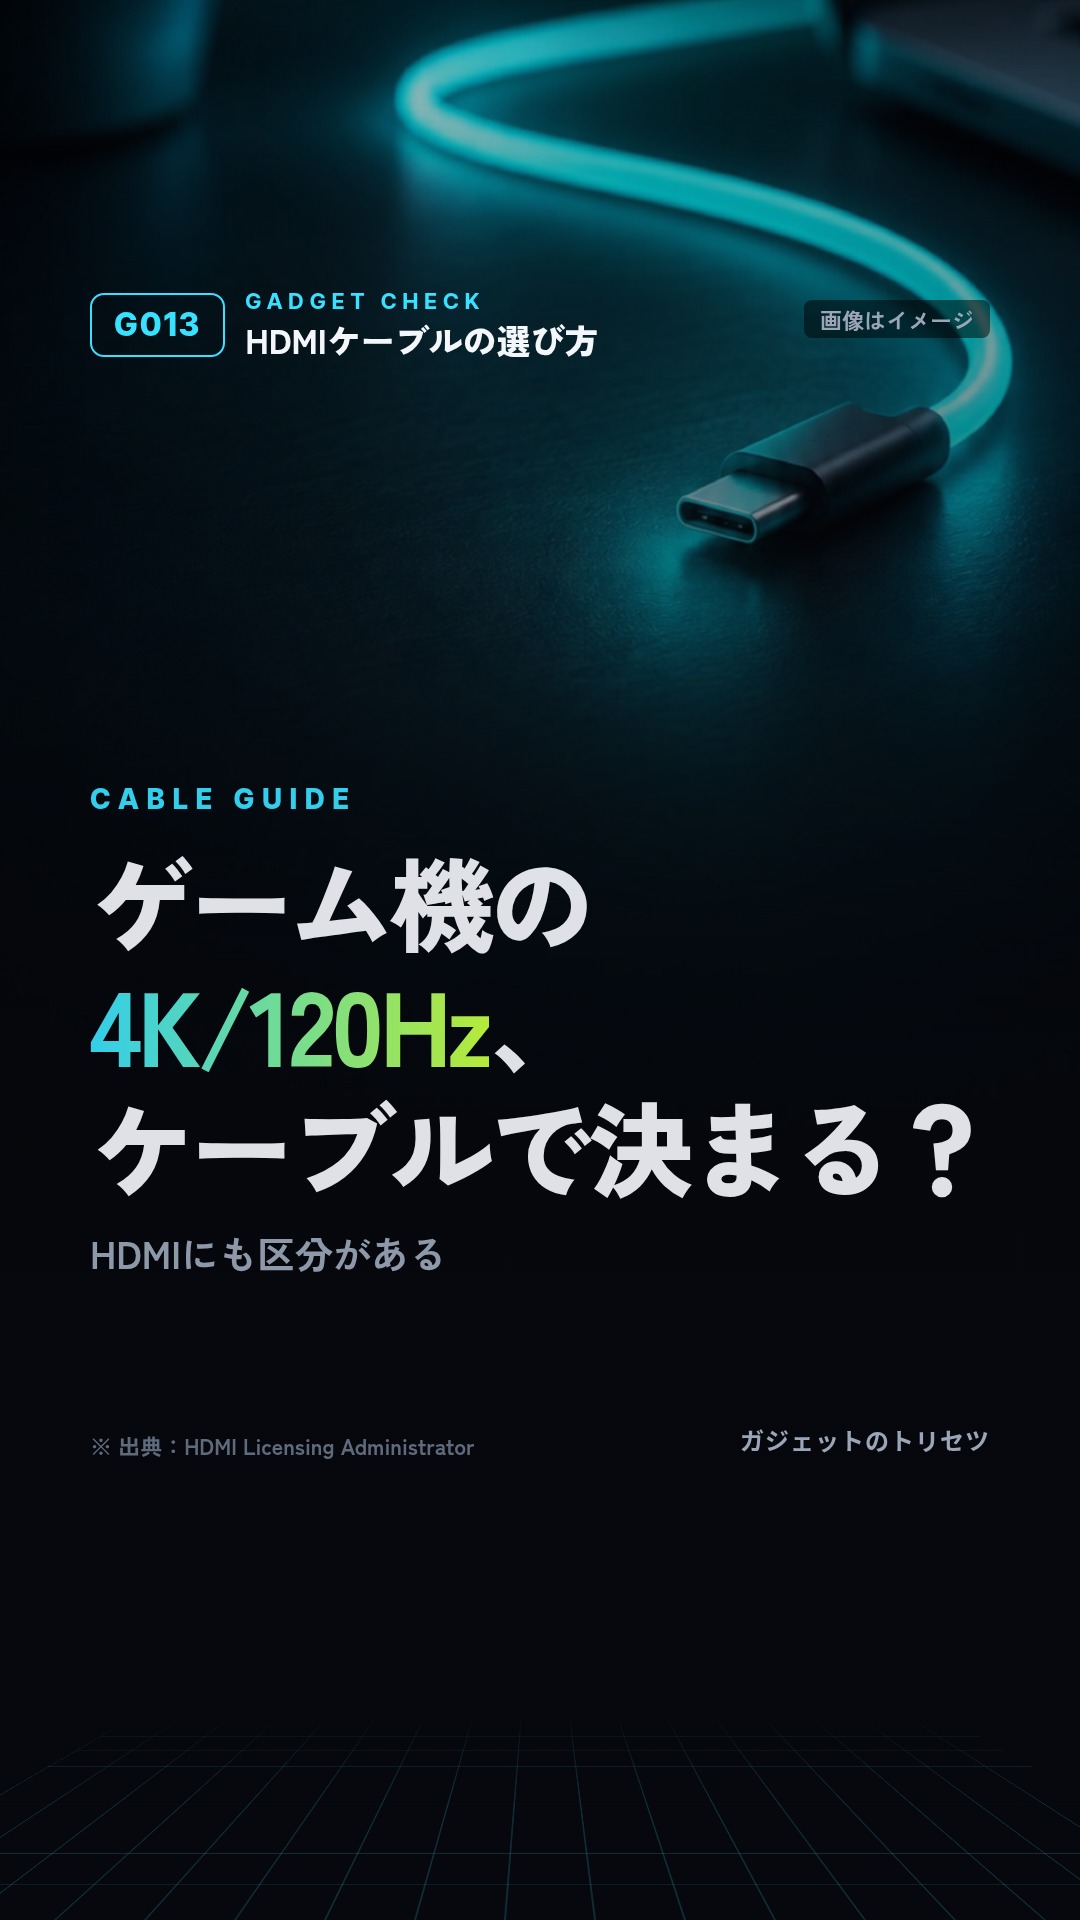 G013
GADGET CHECK
HDMIケーブルの選び方
画像はイメージ
CABLE GUIDE
ゲーム機の
4K/120Hz、
ケーブルで決まる？
HDMIにも区分がある
※ 出典：HDMI Licensing Administrator
ガジェットのトリセツ